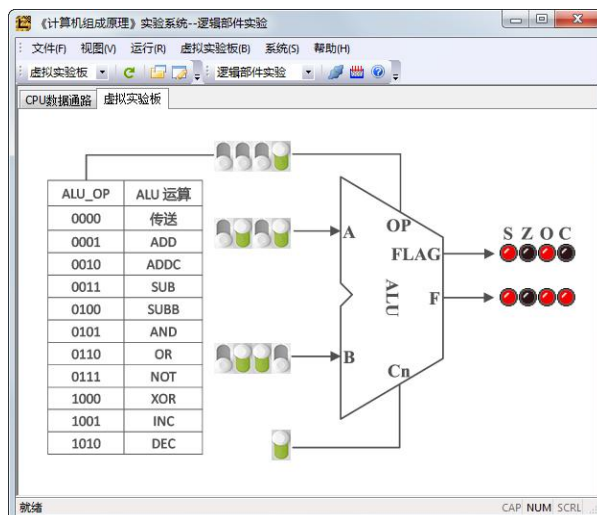 《计算机组成原理》实验系统--逻辑部件实验
文件(F) 视图(V) 运行(R) 虚拟实验板(B) 系统(S) 帮助(H)
虚拟实验板 逻辑部件实验
CPU数据通路 虚拟实验板
ALU_OP ALU 运算
0000 传送
0001 ADD
0010 ADDC
0011 SUB
0100 SUBB
0101 AND
0110 OR
0111 NOT
1000 XOR
1001 INC
1010 DEC
OP
A
FLAG
S Z O C
ALU
F
B
Cn
就绪 CAP NUM SCRL